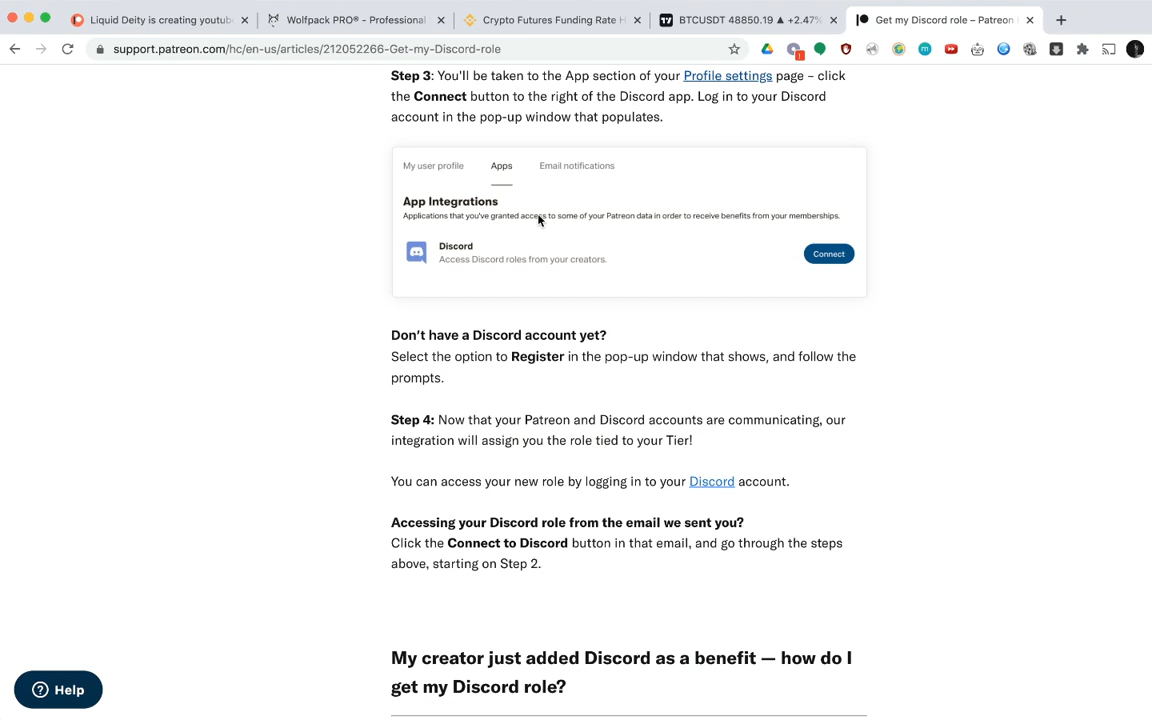 Liquid Deity is creating youtub
Wolfpack PRO® - Professional
Crypto Futures Funding Rate H
BTCUSDT 48850.19 ▲ +2.47%
Get my Discord role – Patreon
support.patreon.com/hc/en-us/articles/212052266-Get-my-Discord-role
Step 3: You'll be taken to the App section of your Profile settings page – click
the Connect button to the right of the Discord app. Log in to your Discord
account in the pop-up window that populates.
My user profile Apps Email notifications
App Integrations
Applications that you've granted access to some of your Patreon data in order to receive benefits from your memberships.
Discord
Access Discord roles from your creators.
Connect
Don't have a Discord account yet?
Select the option to Register in the pop-up window that shows, and follow the
prompts.
Step 4: Now that your Patreon and Discord accounts are communicating, our
integration will assign you the role tied to your Tier!
You can access your new role by logging in to your Discord account.
Accessing your Discord role from the email we sent you?
Click the Connect to Discord button in that email, and go through the steps
above, starting on Step 2.
My creator just added Discord as a benefit — how do I
get my Discord role?
Help